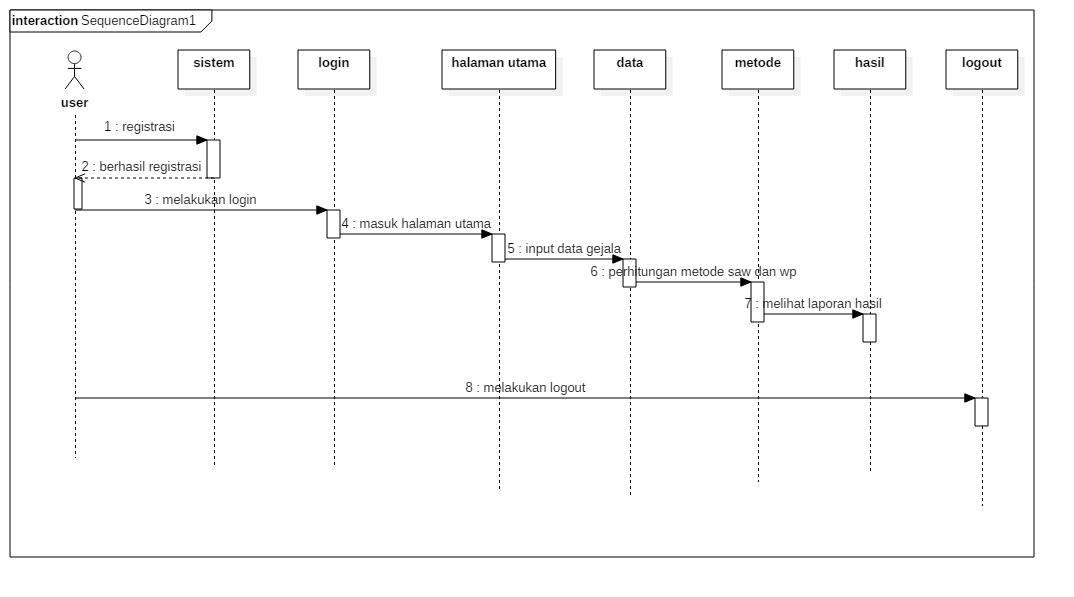 interaction SequenceDiagram1
sistem
login
halaman utama
data
metode
hasil
logout
user
1 : registrasi
2 : berhasil registrasi
3 : melakukan login
4 : masuk halaman utama
5 : input data gejala
6 : perhitungan metode saw dan wp
7 : melihat laporan hasil
8 : melakukan logout